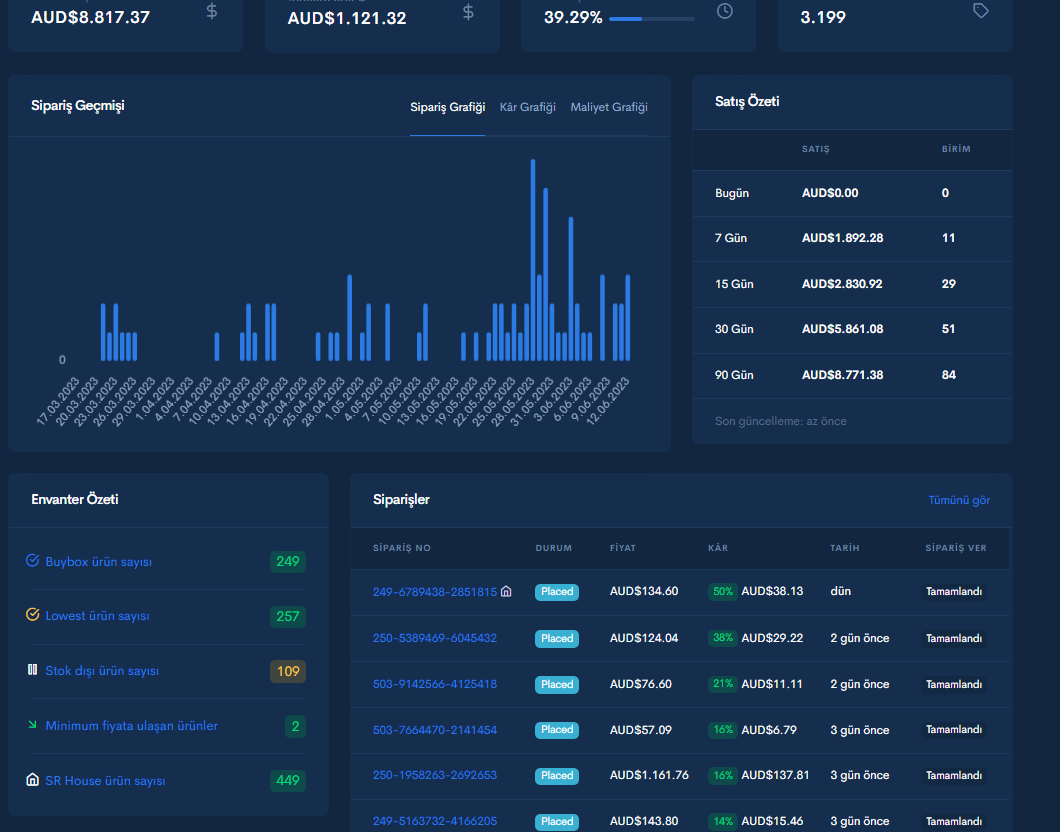 AUD$8.817.37
AUD$1.121.32
39.29%
3.199
Sipariş Geçmişi
Sipariş Grafiği Kâr Grafiği Maliyet Grafiği
0
17.03.2023
20.03.2023
23.03.2023
26.03.2023
29.03.2023
1.04.2023
4.04.2023
7.04.2023
10.04.2023
13.04.2023
16.04.2023
19.04.2023
22.04.2023
25.04.2023
28.04.2023
1.05.2023
4.05.2023
7.05.2023
10.05.2023
13.05.2023
16.05.2023
19.05.2023
22.05.2023
25.05.2023
28.05.2023
31.05.2023
3.06.2023
6.06.2023
9.06.2023
12.06.2023
Satış Özeti
SATIŞ BİRİM
Bugün AUD$0.00 0
7 Gün AUD$1.892.28 11
15 Gün AUD$2.830.92 29
30 Gün AUD$5.861.08 51
90 Gün AUD$8.771.38 84
Son güncelleme: az önce
Envanter Özeti
Buybox ürün sayısı 249
Lowest ürün sayısı 257
Stok dışı ürün sayısı 109
Minimum fiyata ulaşan ürünler 2
SR House ürün sayısı 449
Siparişler Tümünü gör
SİPARİŞ NO DURUM FİYAT KÂR TARİH SİPARİŞ VER
249-6789438-2851815 Placed AUD$134.60 50% AUD$38.13 dün Tamamlandı
250-5389469-6045432 Placed AUD$124.04 38% AUD$29.22 2 gün önce Tamamlandı
503-9142566-4125418 Placed AUD$76.60 21% AUD$11.11 2 gün önce Tamamlandı
503-7664470-2141454 Placed AUD$57.09 16% AUD$6.79 3 gün önce Tamamlandı
250-1958263-2692653 Placed AUD$1.161.76 16% AUD$137.81 3 gün önce Tamamlandı
249-5163732-4166205 Placed AUD$143.80 14% AUD$15.46 3 gün önce Tamamlandı